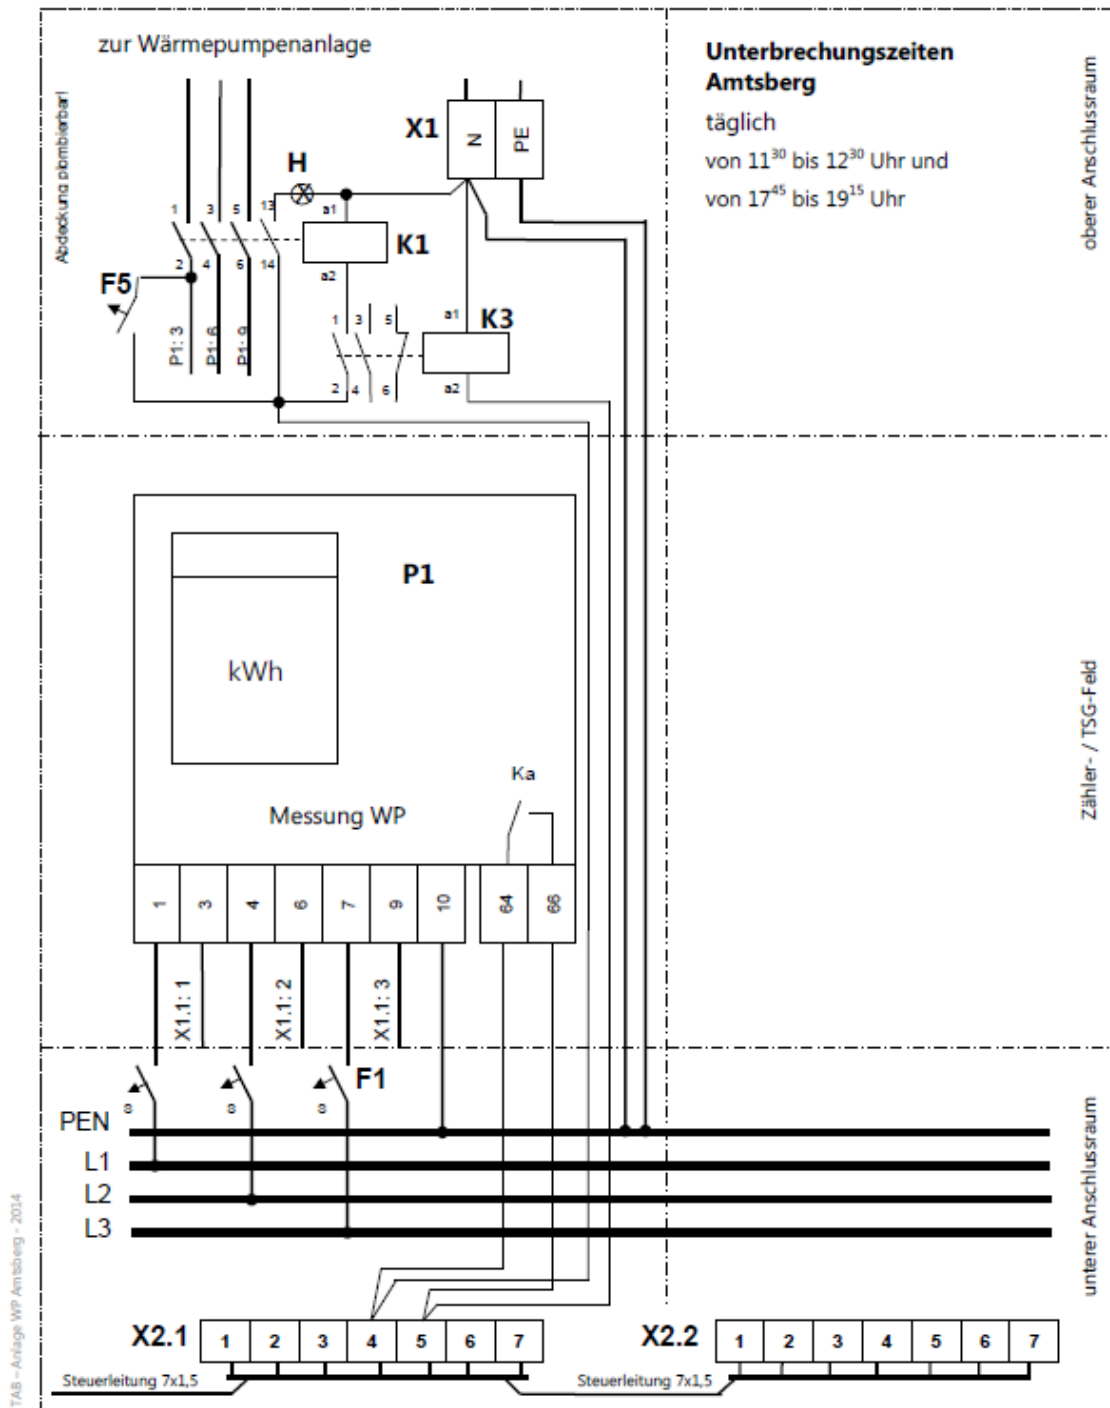 zur Wärmepumpenanlage
Unterbrechungszeiten
Amtsberg
täglich
von 11³⁰ bis 12³⁰ Uhr und
von 17⁴⁵ bis 19¹⁵ Uhr
oberer Anschlussraum
Abdeckung plombierbar!
X1
N
PE
H
1
3
5
13
a1
K1
2
4
6
14
a2
F5
P1: 3
P1: 6
P1: 9
1
3
5
a1
K3
2
4
6
a2
P1
kWh
Ka
Messung WP
Zähler- / TSG-Feld
1
3
4
6
7
9
10
64
66
X1.1: 1
X1.1: 2
X1.1: 3
F1
PEN
L1
L2
L3
unterer Anschlussraum
TAB – Anlage WP Amtsberg - 2014
X2.1
1
2
3
4
5
6
7
X2.2
1
2
3
4
5
6
7
Steuerleitung 7x1,5
Steuerleitung 7x1,5